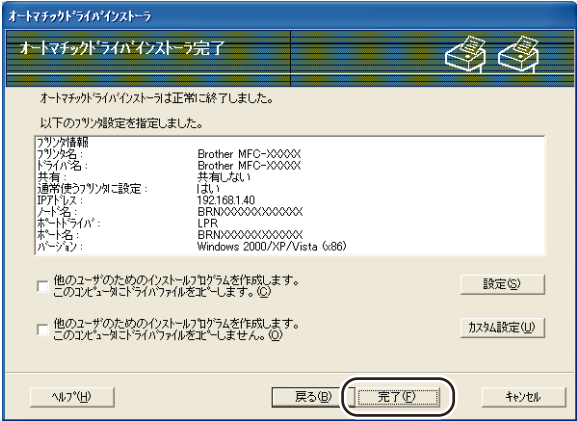 オートマチックドライバインストーラ
オートマチックドライバインストーラ完了
オートマチックドライバインストーラは正常に終了しました。
以下のプリンタ設定を指定しました。
プリンタ情報
プリンタ名： Brother MFC-XXXXX
ドライバ名： Brother MFC-XXXXX
共有： 共有しない
通常使うプリンタに設定： はい
IPアドレス： 192.168.1.40
ノード名： BRNXXXXXXXXXXXX
ポートドライバ： LPR
ポート名： BRNXXXXXXXXXXXX
バージョン： Windows 2000/XP/Vista (x86)
他のユーザのためのインストールプログラムを作成します。
このコンピュータにドライバファイルをコピーします。(C)
設定(S)
他のユーザのためのインストールプログラムを作成します。
このコンピュータにドライバファイルをコピーしません。(O)
カスタム設定(U)
ヘルプ(H) 戻る(B) 完了(F) キャンセル